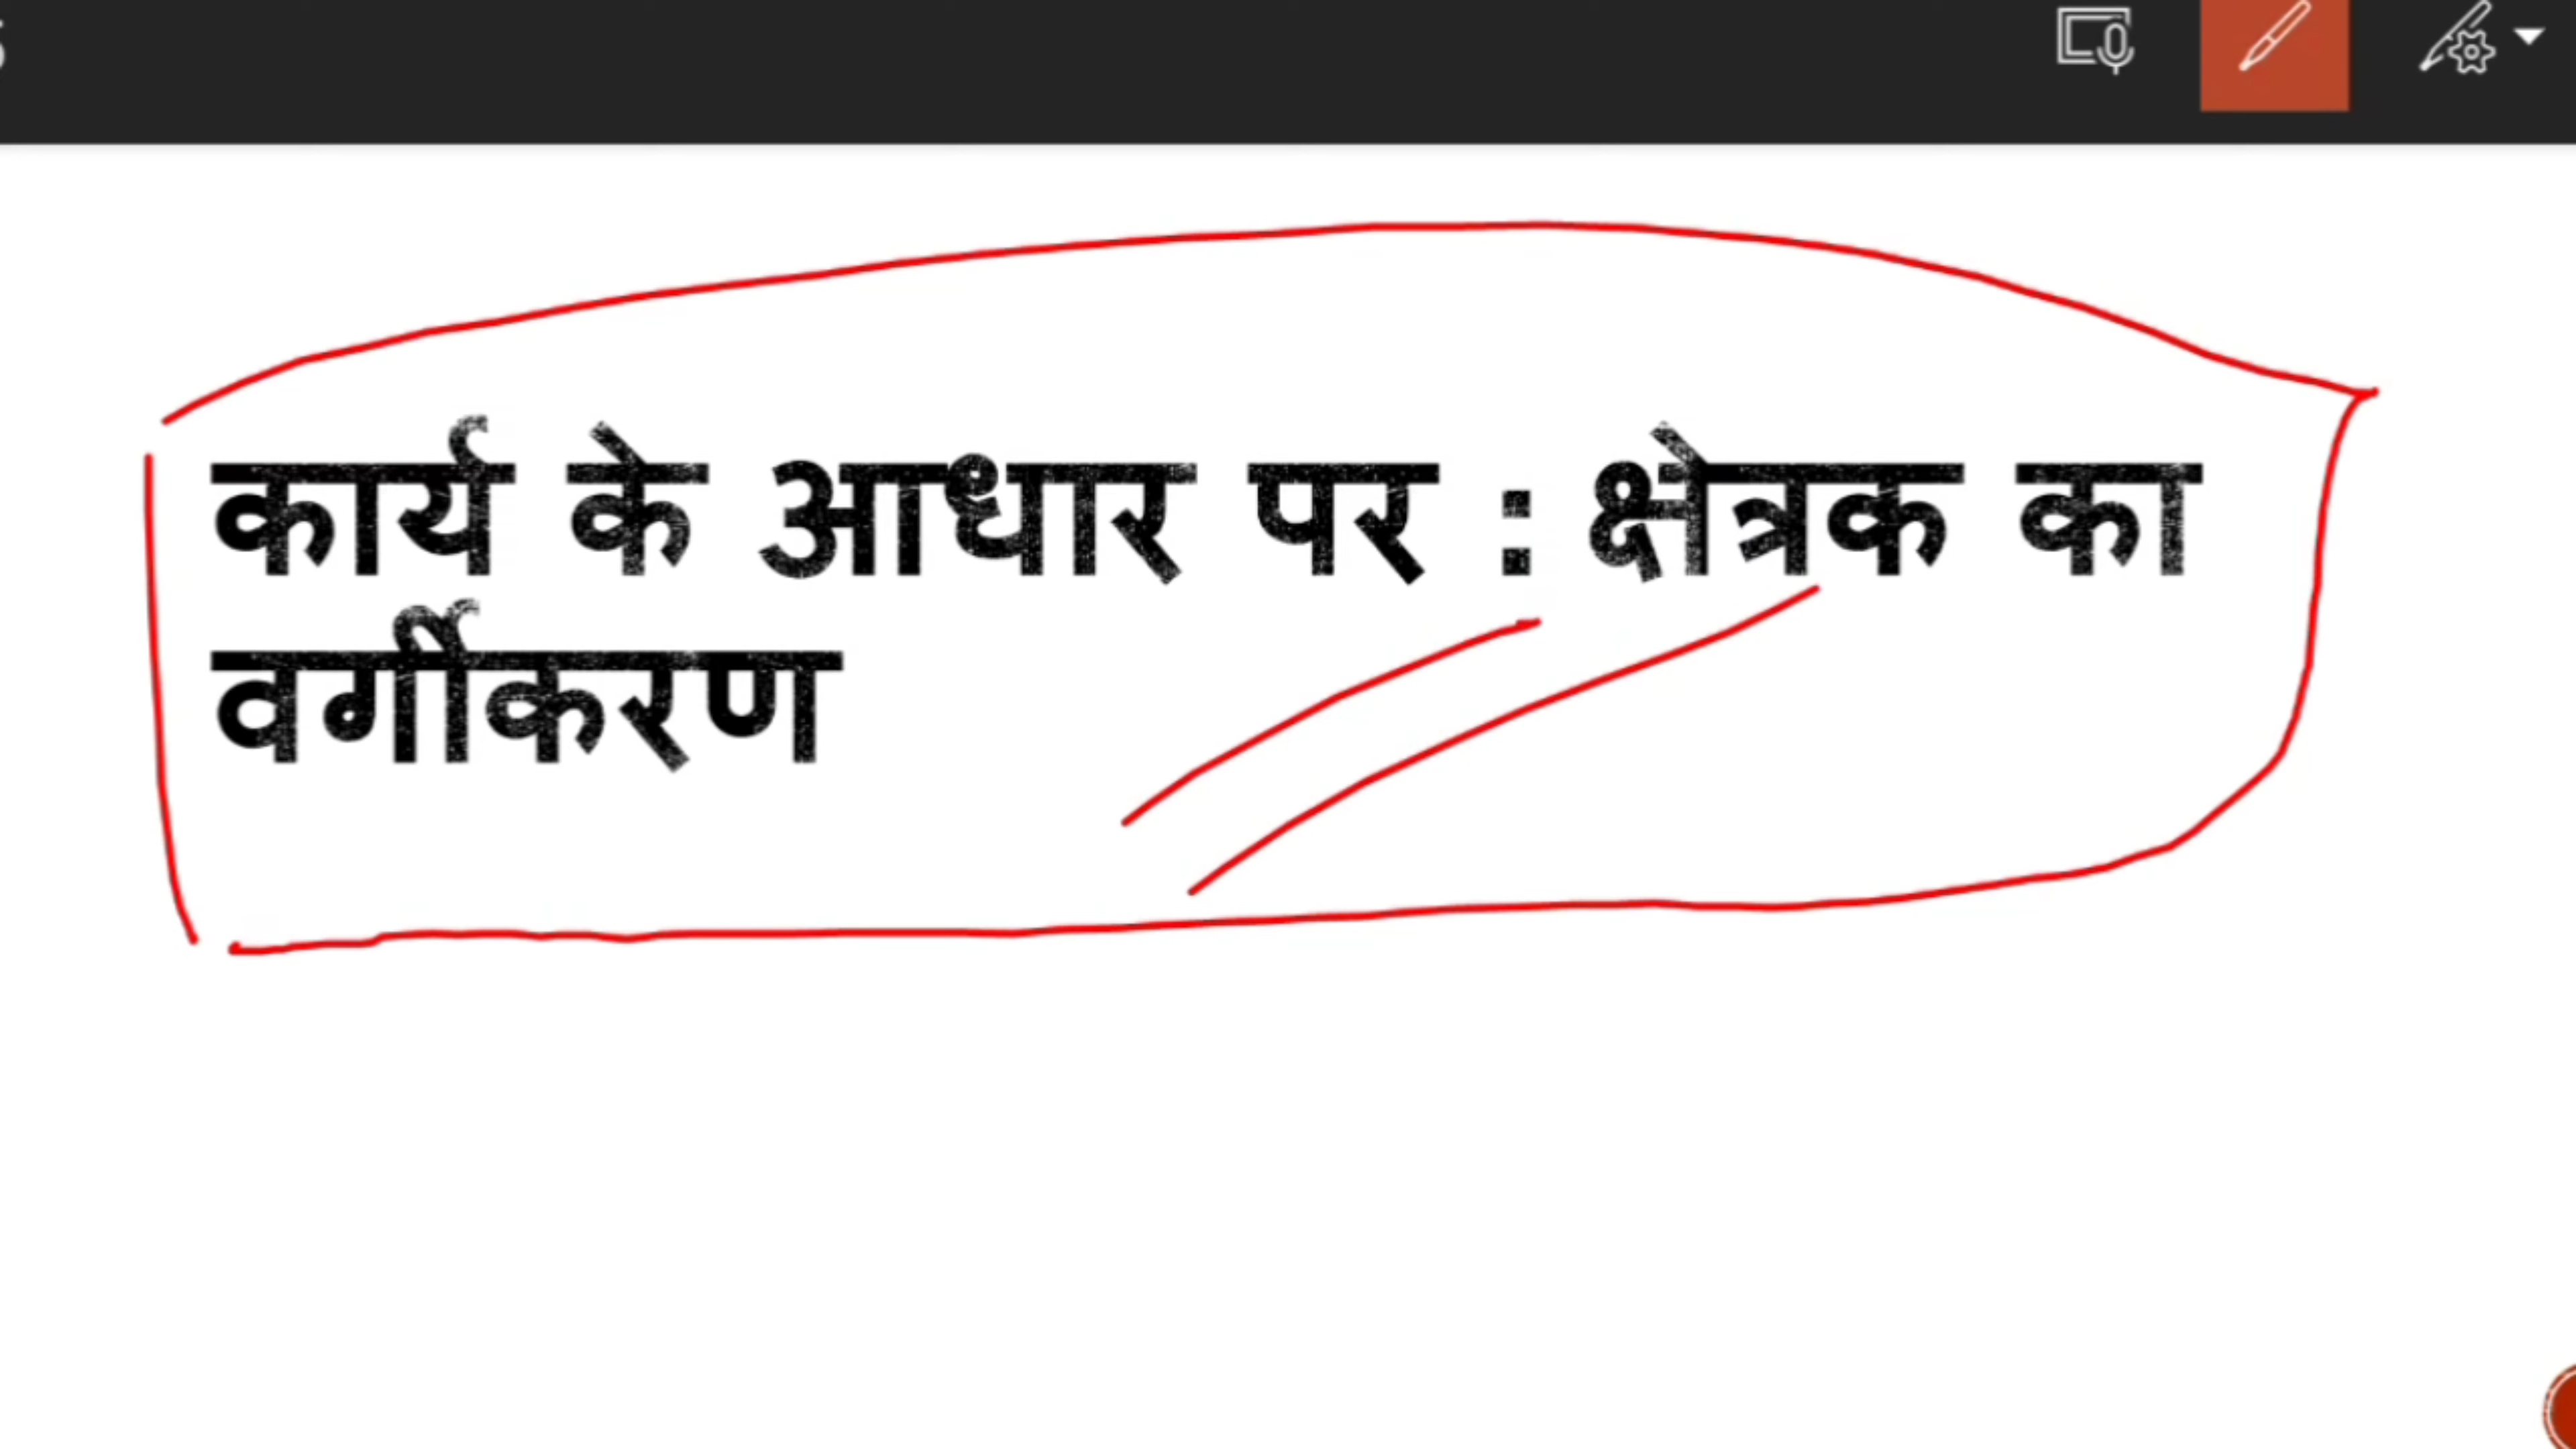 कार्य के आधार पर : क्षेत्रक का
वर्गीकरण